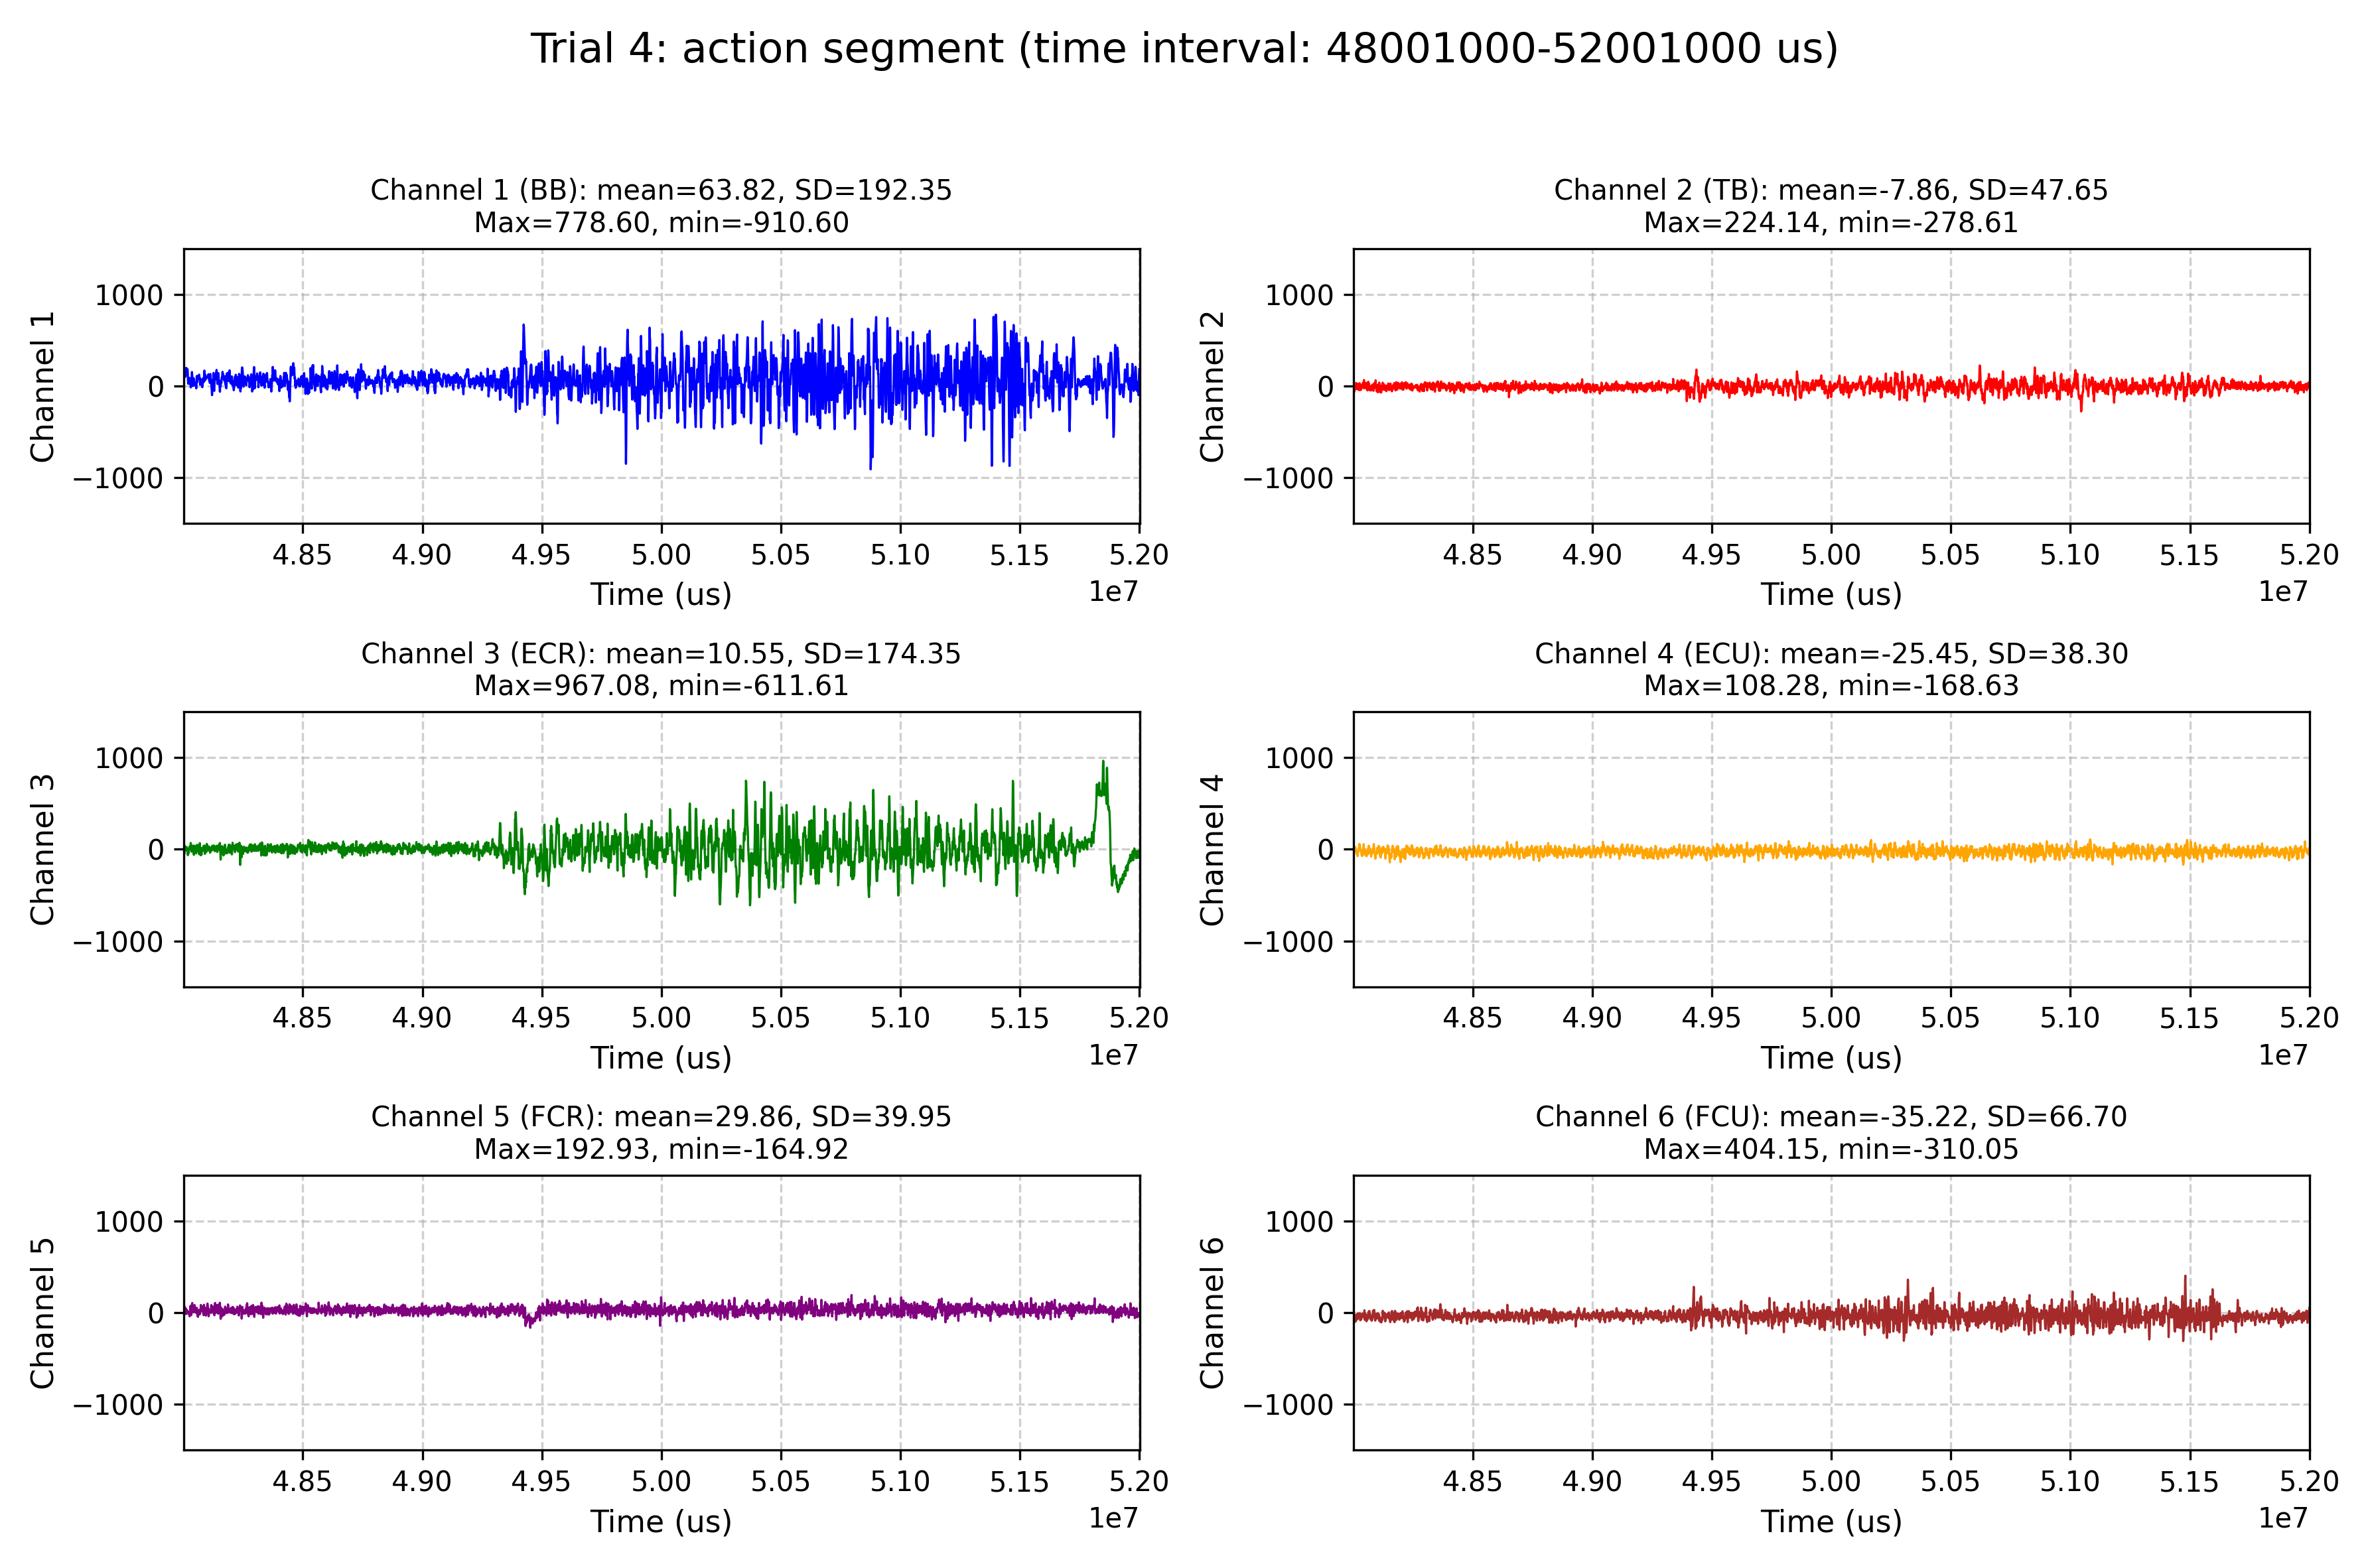 Trial 4: action segment (time interval: 48001000-52001000 us)
Channel 1 (BB): mean=63.82, SD=192.35
Max=778.60, min=-910.60
Channel 1
1000
0
−1000
4.85 4.90 4.95 5.00 5.05 5.10 5.15 5.20
1e7
Time (us)
Channel 2 (TB): mean=-7.86, SD=47.65
Max=224.14, min=-278.61
Channel 2
1000
0
−1000
4.85 4.90 4.95 5.00 5.05 5.10 5.15 5.20
1e7
Time (us)
Channel 3 (ECR): mean=10.55, SD=174.35
Max=967.08, min=-611.61
Channel 3
1000
0
−1000
4.85 4.90 4.95 5.00 5.05 5.10 5.15 5.20
1e7
Time (us)
Channel 4 (ECU): mean=-25.45, SD=38.30
Max=108.28, min=-168.63
Channel 4
1000
0
−1000
4.85 4.90 4.95 5.00 5.05 5.10 5.15 5.20
1e7
Time (us)
Channel 5 (FCR): mean=29.86, SD=39.95
Max=192.93, min=-164.92
Channel 5
1000
0
−1000
4.85 4.90 4.95 5.00 5.05 5.10 5.15 5.20
1e7
Time (us)
Channel 6 (FCU): mean=-35.22, SD=66.70
Max=404.15, min=-310.05
Channel 6
1000
0
−1000
4.85 4.90 4.95 5.00 5.05 5.10 5.15 5.20
1e7
Time (us)